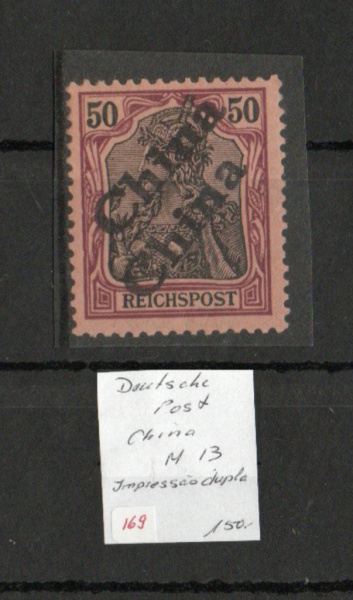 50 50
China
China
REICHSPOST
Deutsche
Post
China
M 13
Impressão dupla
169 150.-